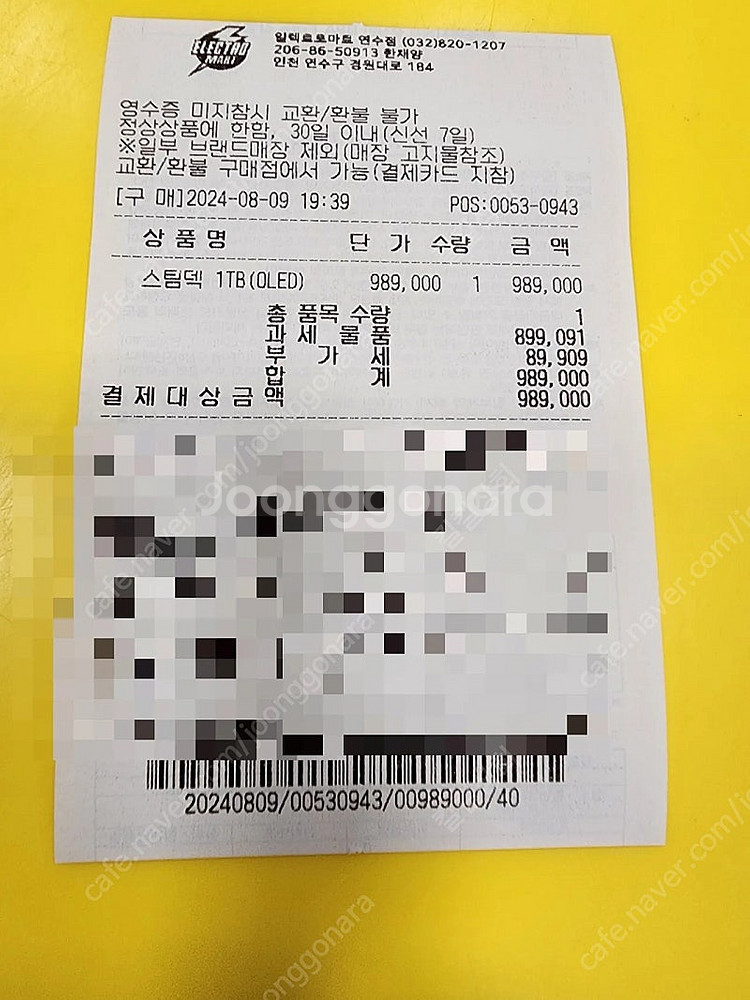 ELECTRO
MART
일렉트로마트 연수점 (032)820-1207
206-86-50913 한채양
인천 연수구 경원대로 184
영수증 미지참시 교환/환불 불가
정상상품에 한함, 30일 이내(신선 7일)
※일부 브랜드매장 제외(매장 고지물참조)
교환/환불 구매점에서 가능(결제카드 지참)
[구 매]2024-08-09 19:39 POS:0053-0943
상 품 명 단 가 수량 금 액
스팀덱 1TB(OLED) 989,000 1 989,000
총 품목 수량 1
과 세 물 품 899,091
부 가 세 89,909
합 계 989,000
결 제 대 상 금 액 989,000
Joonggonara
20240809/00530943/00989000/40
cafe.naver.com/joonggonara